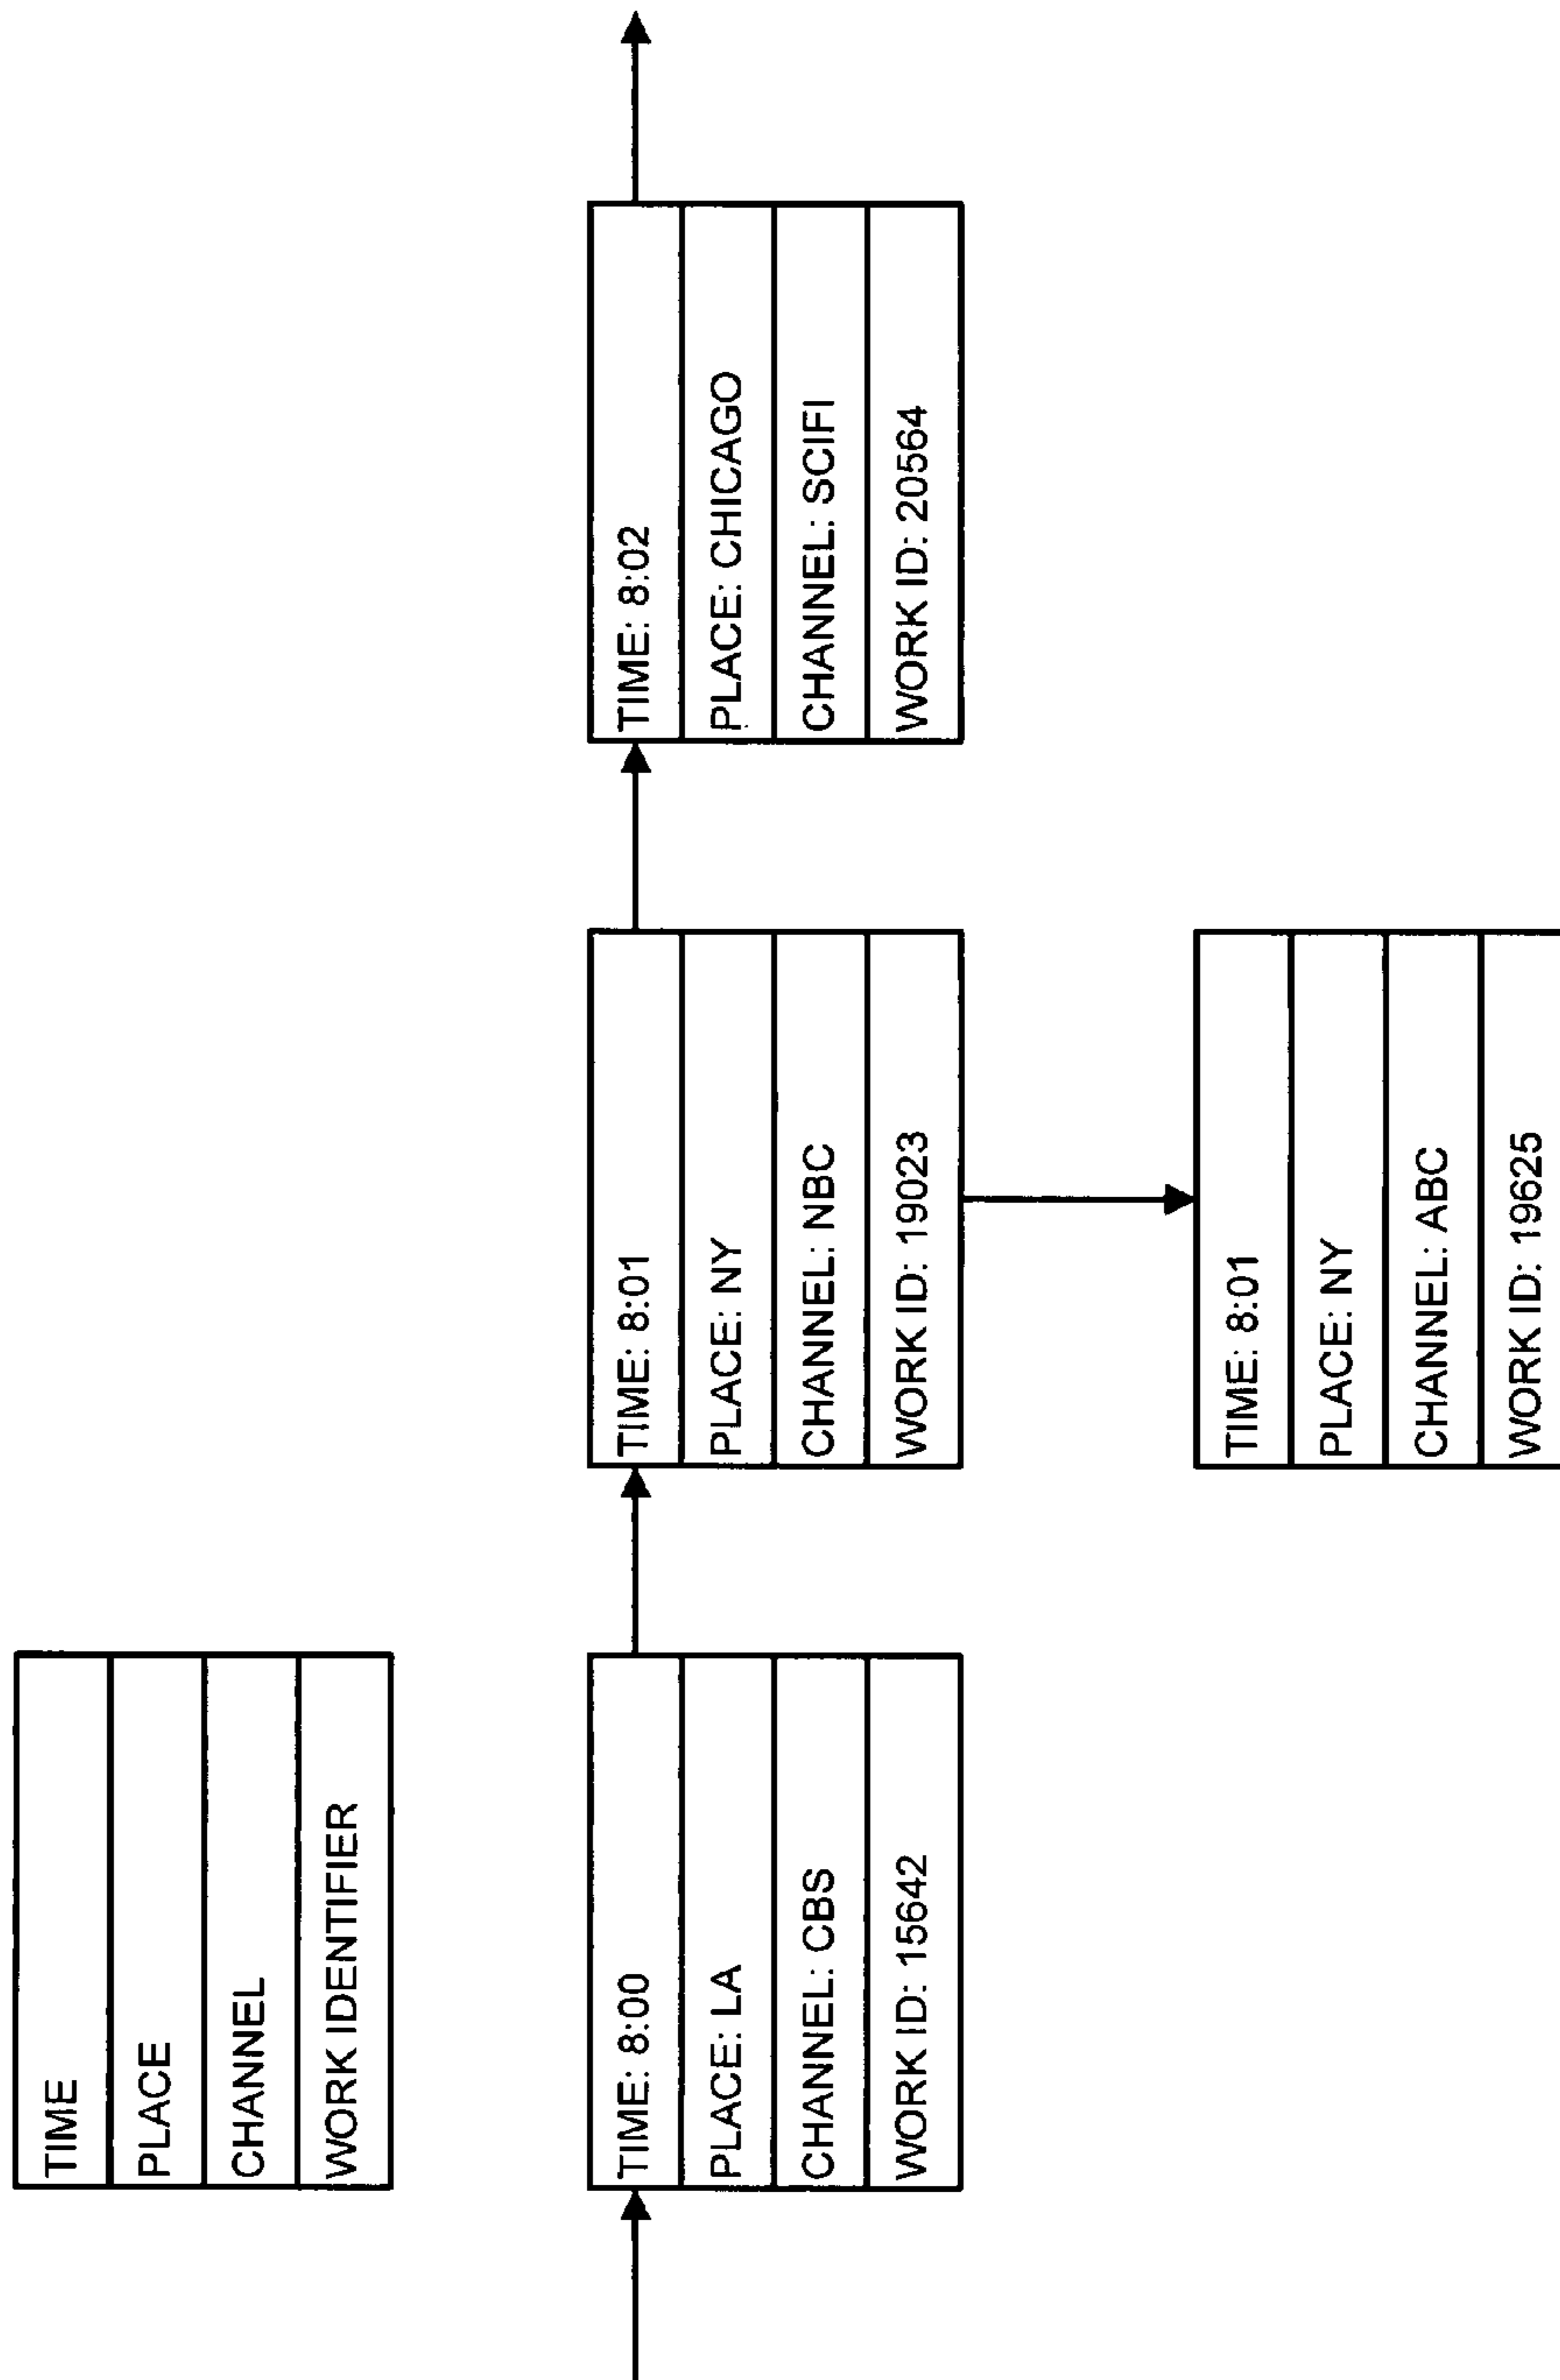 TIME
PLACE
CHANNEL
WORK IDENTIFIER
TIME: 8:00
PLACE: LA
CHANNEL: CBS
WORK ID: 15642
TIME: 8:01
PLACE: NY
CHANNEL: NBC
WORK ID: 19023
TIME: 8:02
PLACE: CHICAGO
CHANNEL: SCIFI
WORK ID: 20564
TIME: 8:01
PLACE: NY
CHANNEL: ABC
WORK ID: 19625